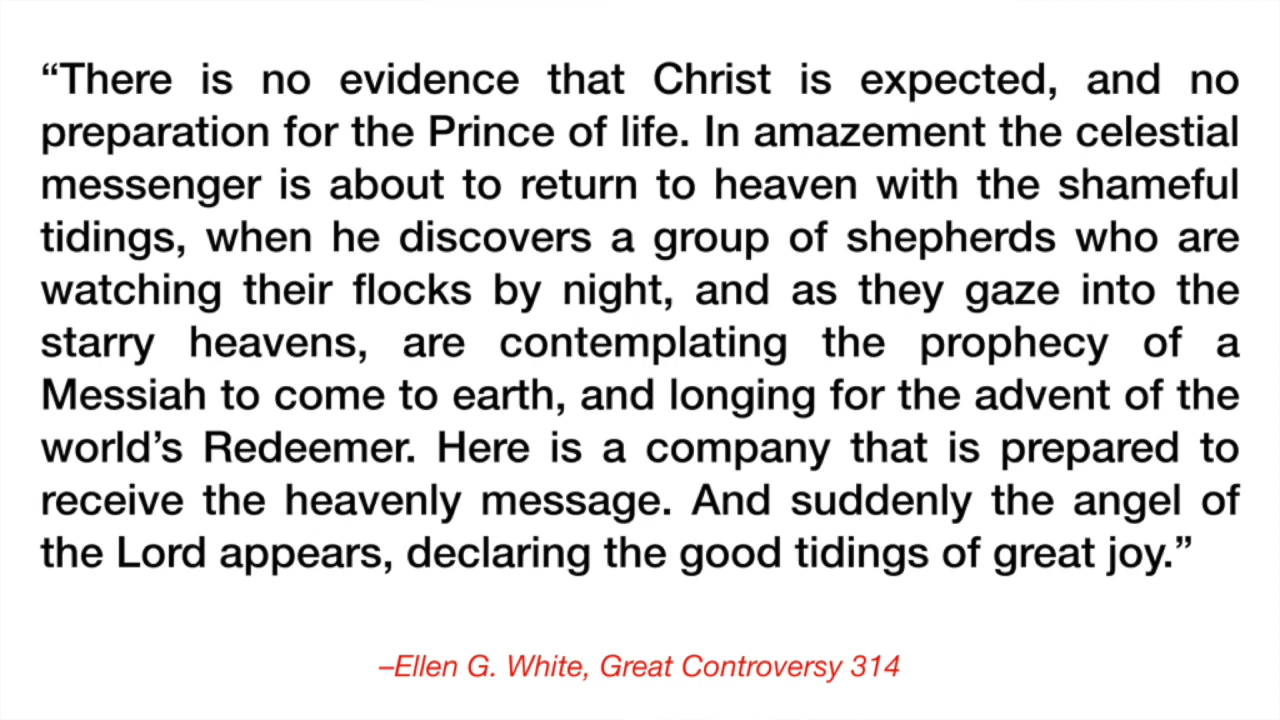 “There is no evidence that Christ is expected, and no
preparation for the Prince of life. In amazement the celestial
messenger is about to return to heaven with the shameful
tidings, when he discovers a group of shepherds who are
watching their flocks by night, and as they gaze into the
starry heavens, are contemplating the prophecy of a
Messiah to come to earth, and longing for the advent of the
world’s Redeemer. Here is a company that is prepared to
receive the heavenly message. And suddenly the angel of
the Lord appears, declaring the good tidings of great joy.”
–Ellen G. White, Great Controversy 314